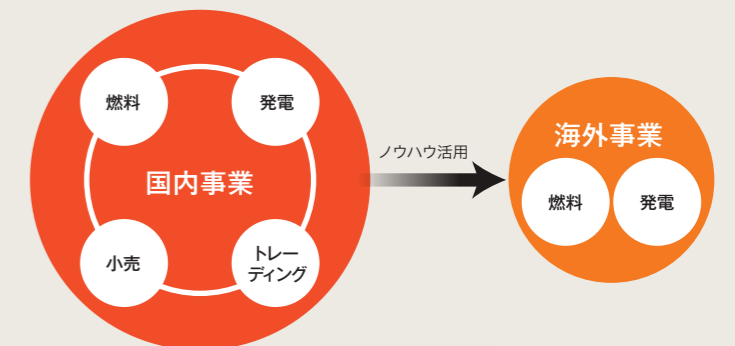 燃料
発電
国内事業
小売
トレー
ディング
ノウハウ活用
海外事業
燃料
発電